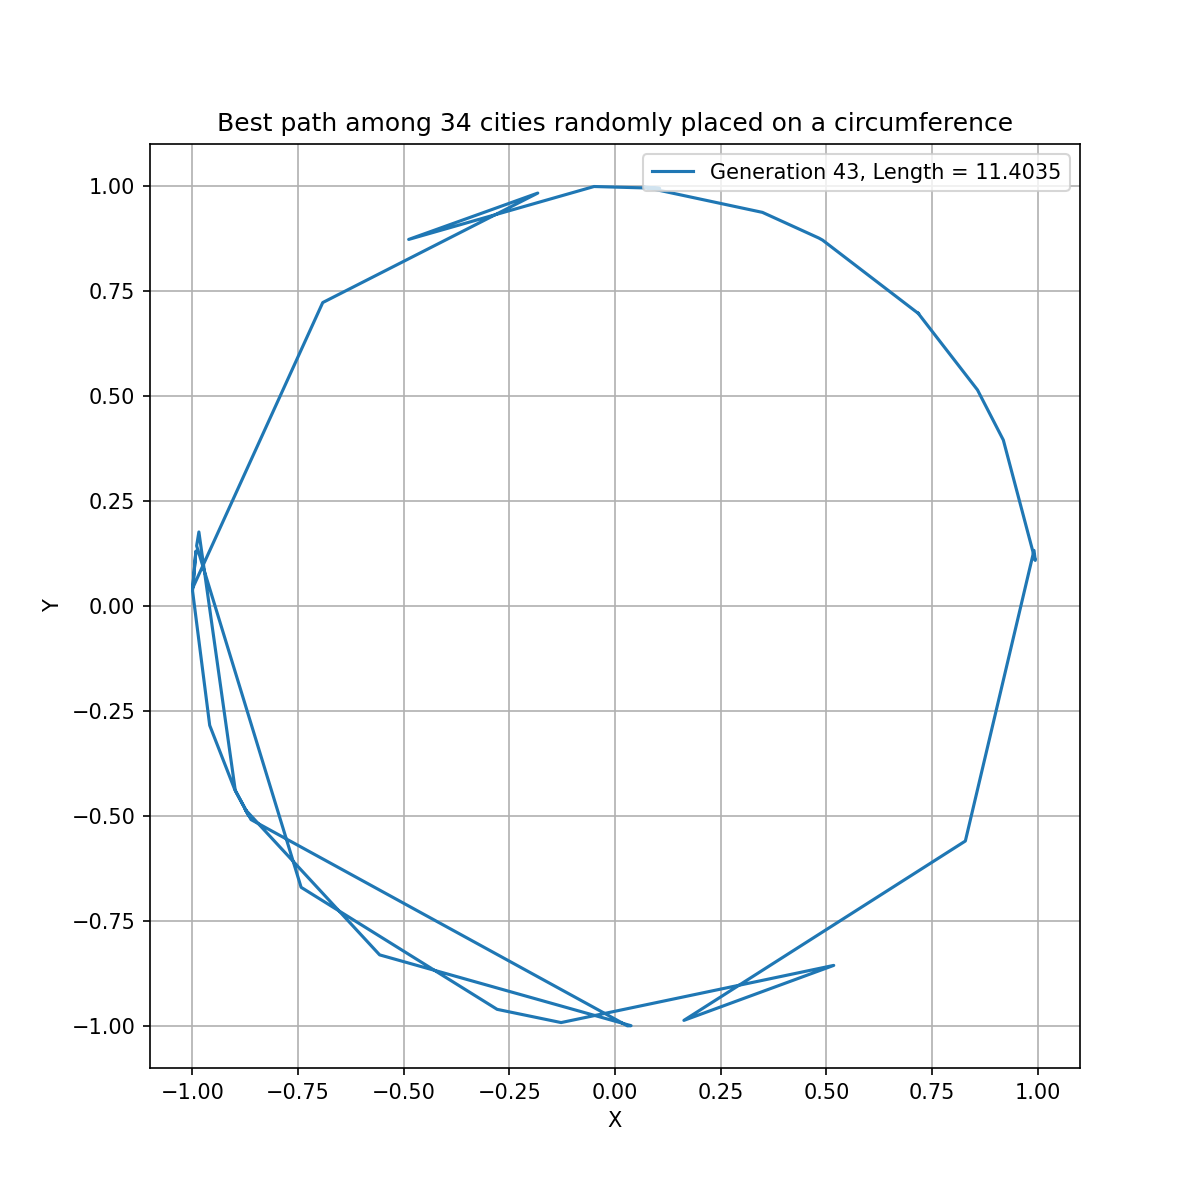 Best path among 34 cities randomly placed on a circumference
Generation 43, Length = 11.4035
1.00
0.75
0.50
0.25
0.00
−0.25
−0.50
−0.75
−1.00
Y
−1.00 −0.75 −0.50 −0.25 0.00 0.25 0.50 0.75 1.00
X